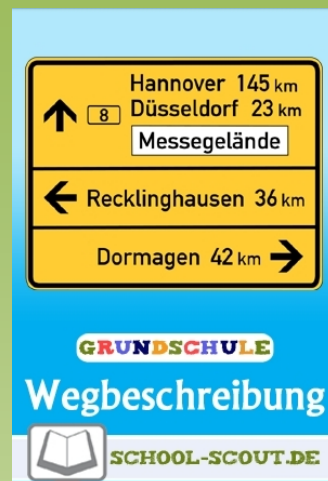 Hannover 145 km
8 Düsseldorf 23 km
Messegelände
Recklinghausen 36 km
Dormagen 42 km
GRUNDSCHULE
Wegbeschreibung
SCHOOL-SCOUT.DE